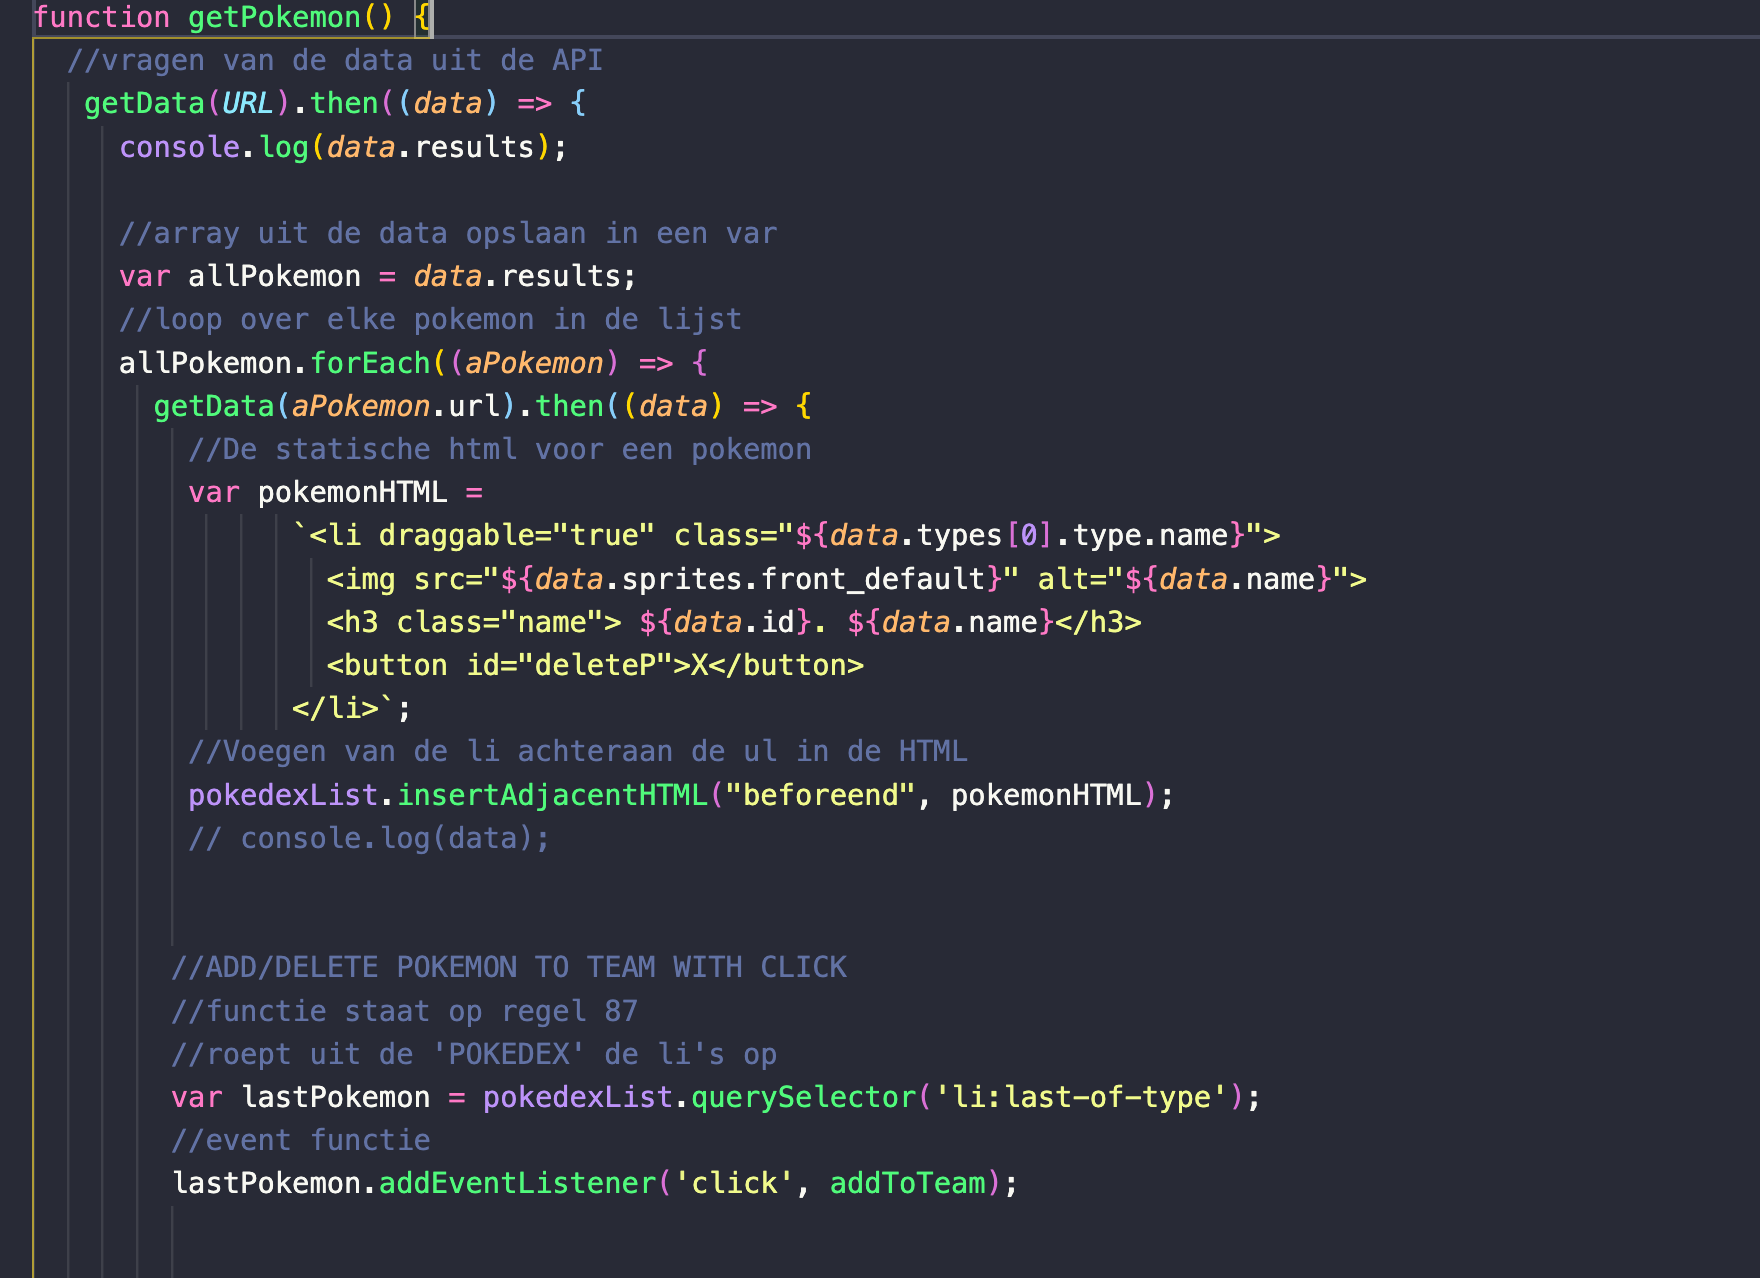 function getPokemon() {
//vragen van de data uit de API
getData(URL).then((data) => {
console.log(data.results);
//array uit de data opslaan in een var
var allPokemon = data.results;
//loop over elke pokemon in de lijst
allPokemon.forEach((aPokemon) => {
getData(aPokemon.url).then((data) => {
//De statische html voor een pokemon
var pokemonHTML =
`<li draggable="true" class="${data.types[0].type.name}">
<img src="${data.sprites.front_default}" alt="${data.name}">
<h3 class="name"> ${data.id}. ${data.name}</h3>
<button id="deleteP">X</button>
</li>`;
//Voegen van de li achteraan de ul in de HTML
pokedexList.insertAdjacentHTML("beforeend", pokemonHTML);
// console.log(data);
//ADD/DELETE POKEMON TO TEAM WITH CLICK
//functie staat op regel 87
//roept uit de 'POKEDEX' de li's op
var lastPokemon = pokedexList.querySelector('li:last-of-type');
//event functie
lastPokemon.addEventListener('click', addToTeam);